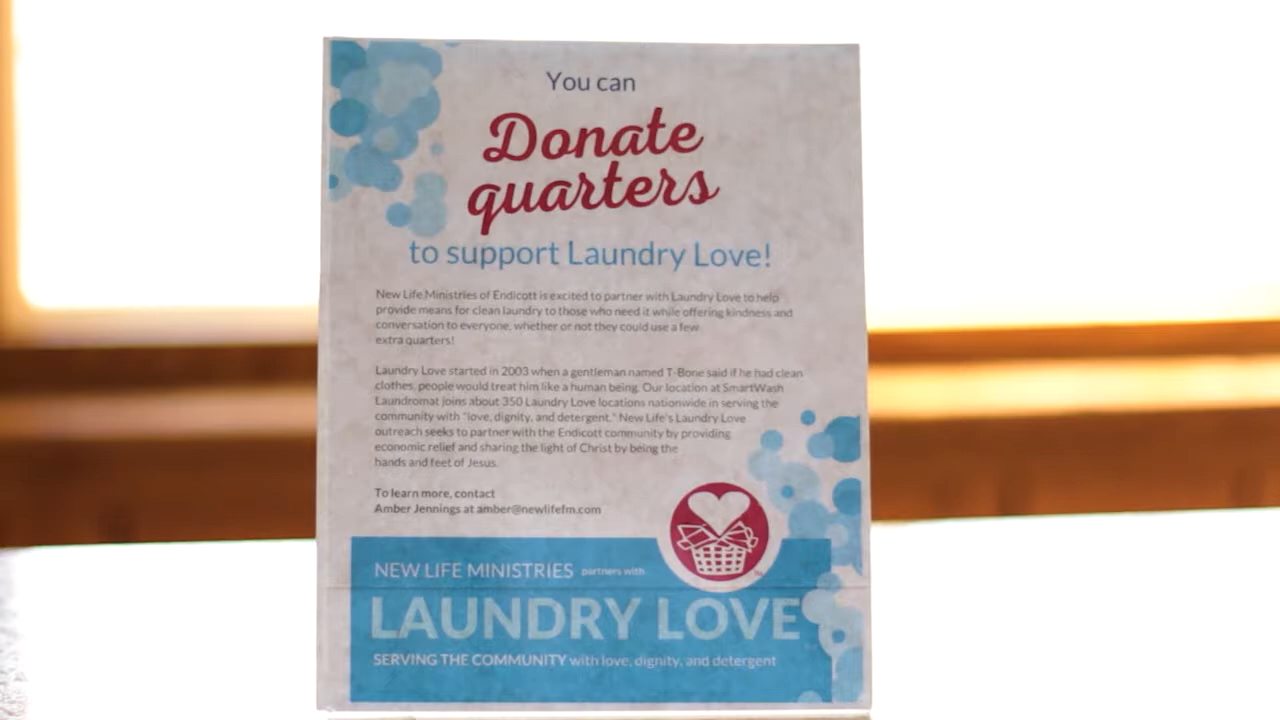 You can
Donate
quarters
to support Laundry Love!
New Life Ministries of Endicott is excited to partner with Laundry Love to help
provide means for clean laundry to those who need it while offering kindness and
conversation to everyone, whether or not they could use a few
extra quarters!
Laundry Love started in 2003 when a gentleman named T-Bone said if he had clean
clothes, people would treat him like a human being. Our location at SmartWash
Laundromat joins about 350 Laundry Love locations nationwide in serving the
community with "love, dignity, and detergent." New Life's Laundry Love
outreach seeks to partner with the Endicott community by providing
economic relief and sharing the light of Christ by being the
hands and feet of Jesus.
To learn more, contact
Amber Jennings at amber@newlifefm.com
NEW LIFE MINISTRIES partners with
LAUNDRY LOVE
SERVING THE COMMUNITY with love, dignity, and detergent